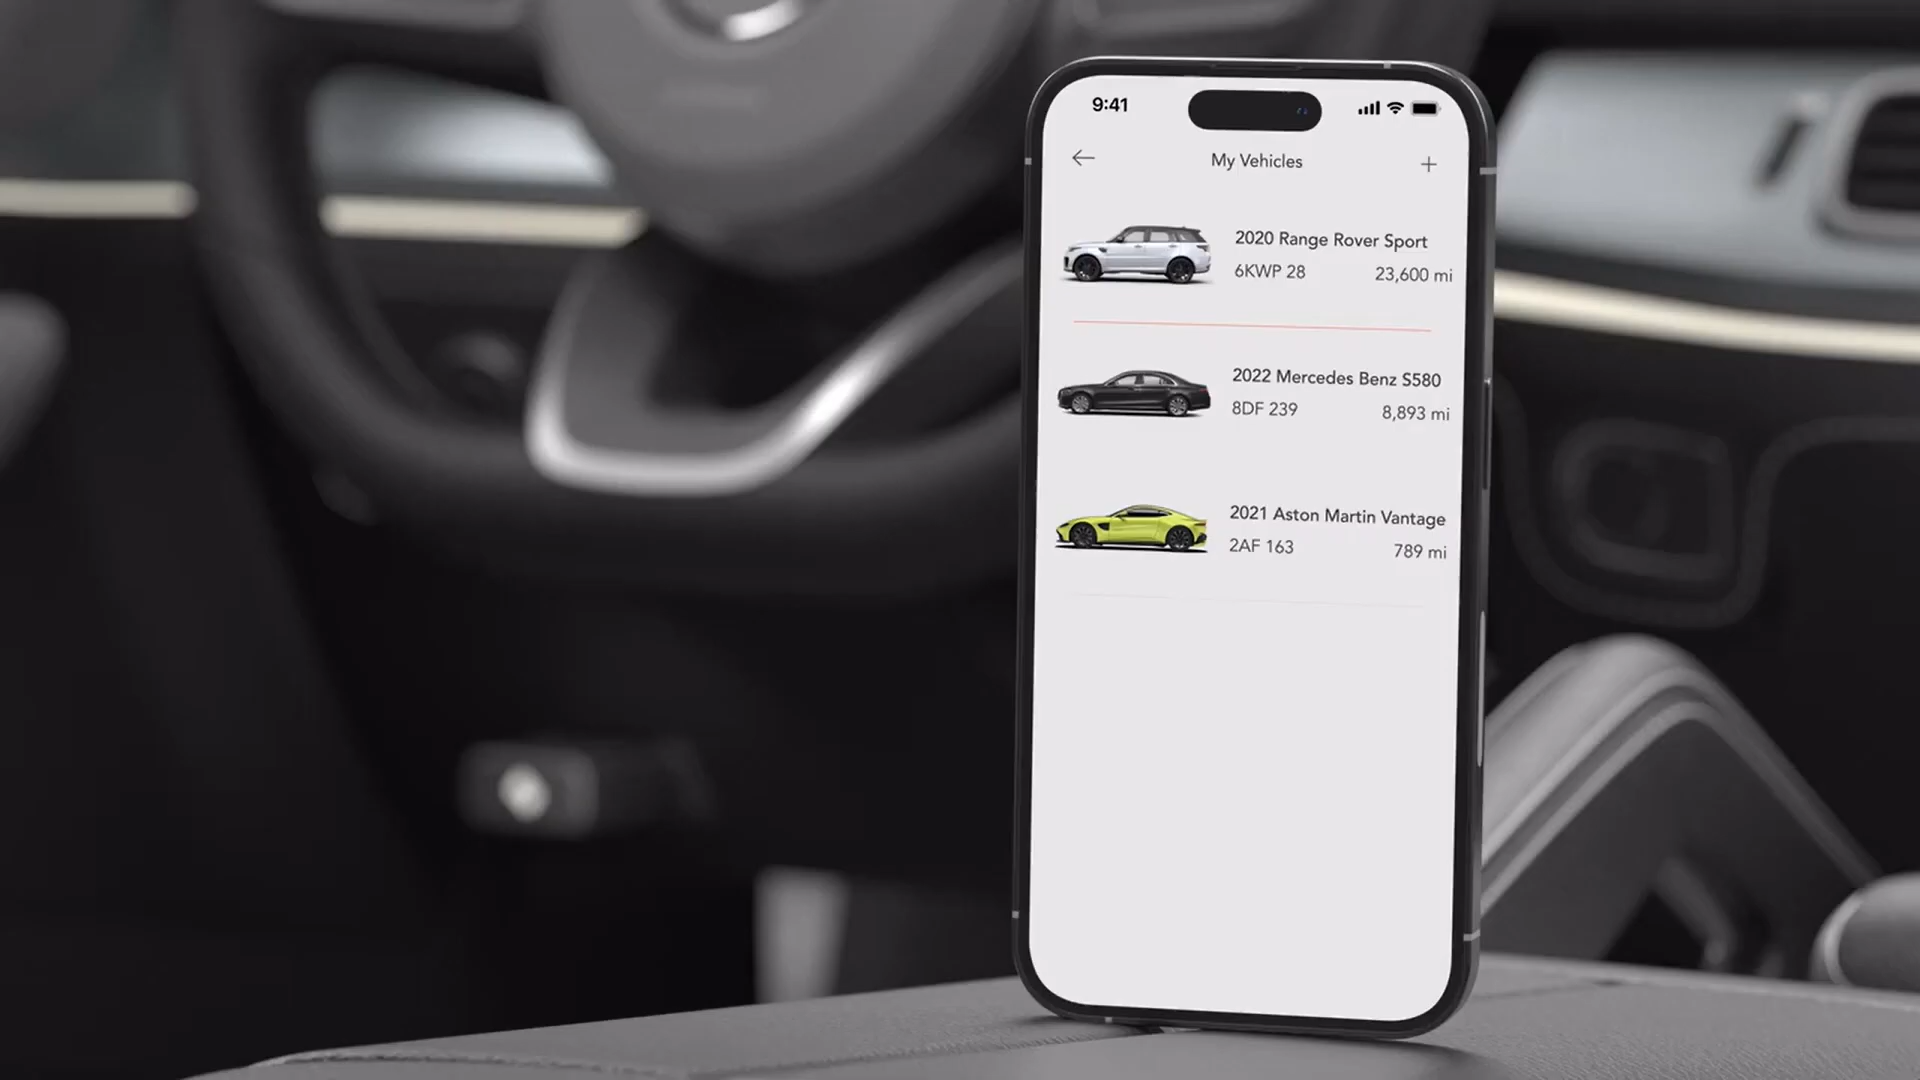 9:41
My Vehicles
2020 Range Rover Sport
6KWP 28 23,600 mi
2022 Mercedes Benz S580
8DF 239 8,893 mi
2021 Aston Martin Vantage
2AF 163 789 mi